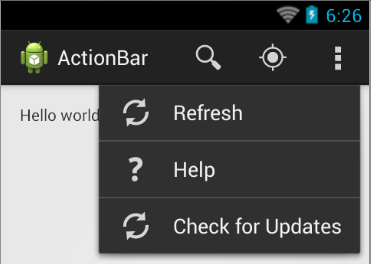 6:26
ActionBar
Hello world
Refresh
Help
Check for Updates